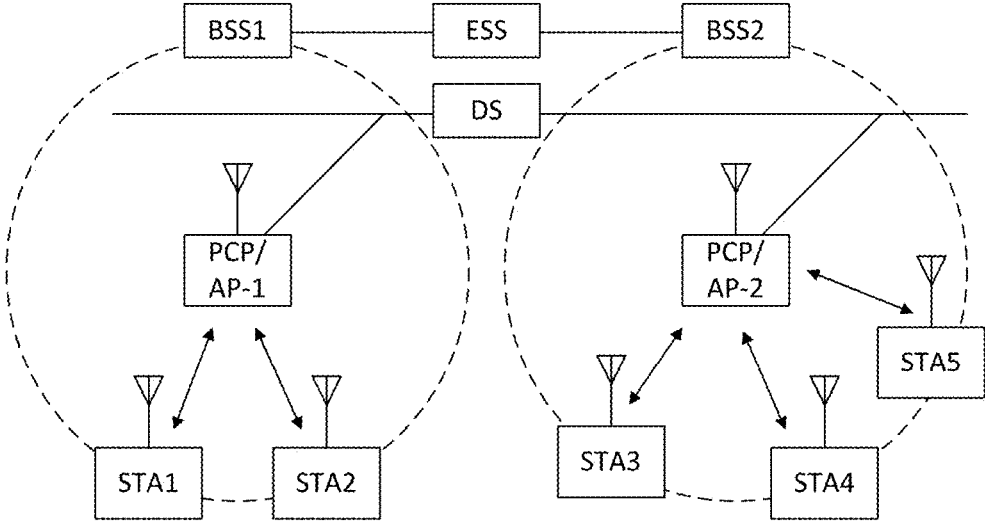 BSS1
ESS
BSS2
DS
PCP/
AP-1
PCP/
AP-2
STA5
STA1
STA2
STA3
STA4